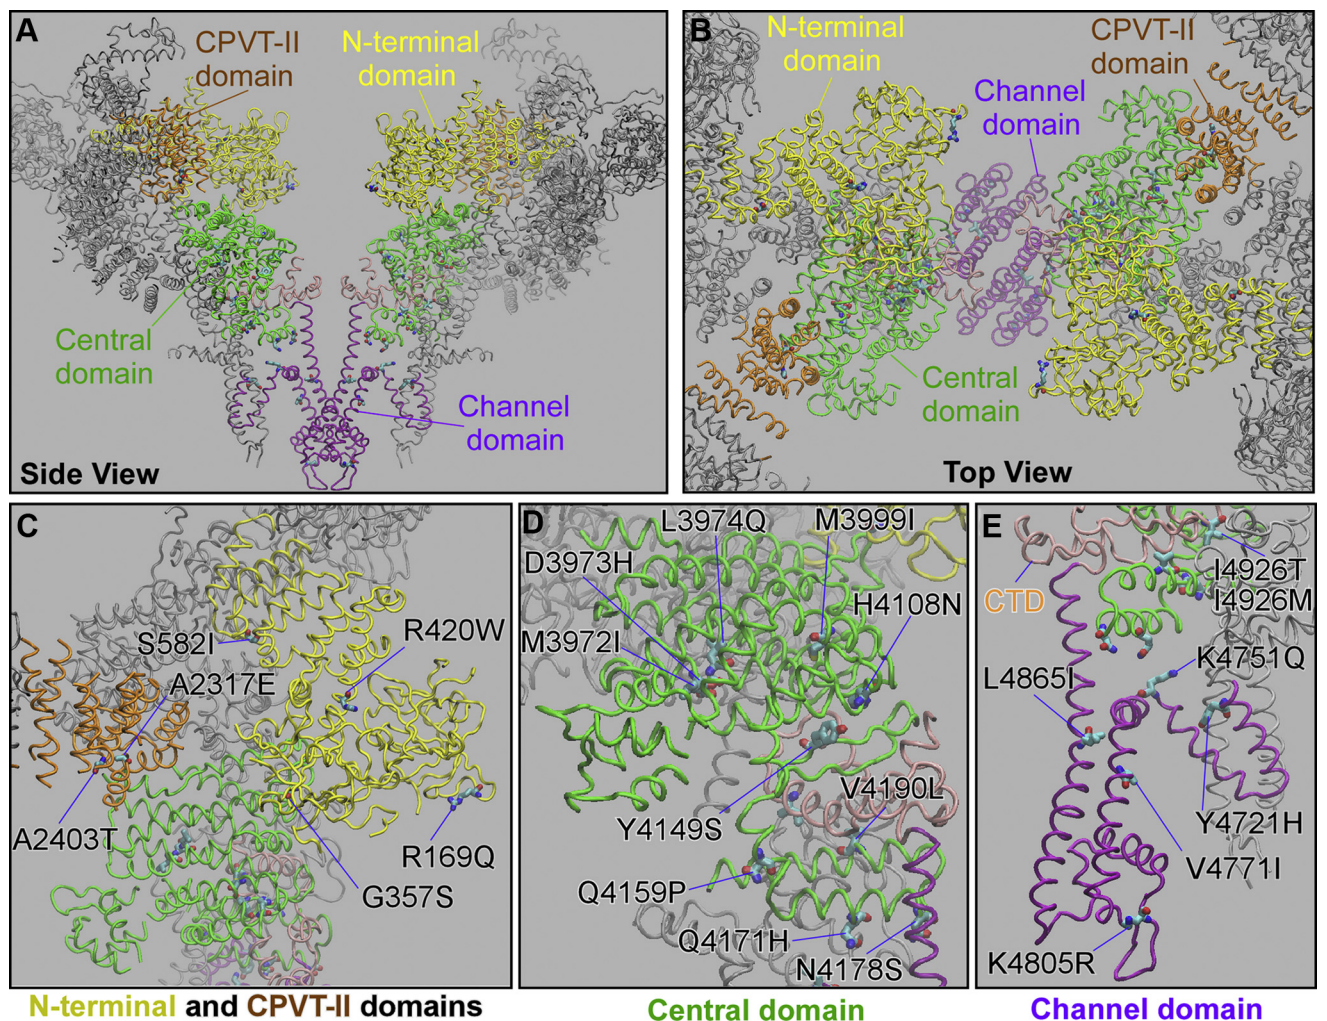 A
CPVT-II
domain
N-terminal
domain
Central
domain
Channel
domain
Side View
B
N-terminal
domain
Channel
domain
CPVT-II
domain
Central
domain
Top View
C
S582I
R420W
A2317E
A2403T
R169Q
G357S
N-terminal and CPVT-II domains
D
L3974Q
M3999I
D3973H
H4108N
M3972I
V4190L
Y4149S
Q4159P
Q4171H
N4178S
Central domain
E
I4926T
I4926M
CTD
K4751Q
L4865I
Y4721H
V4771I
K4805R
Channel domain